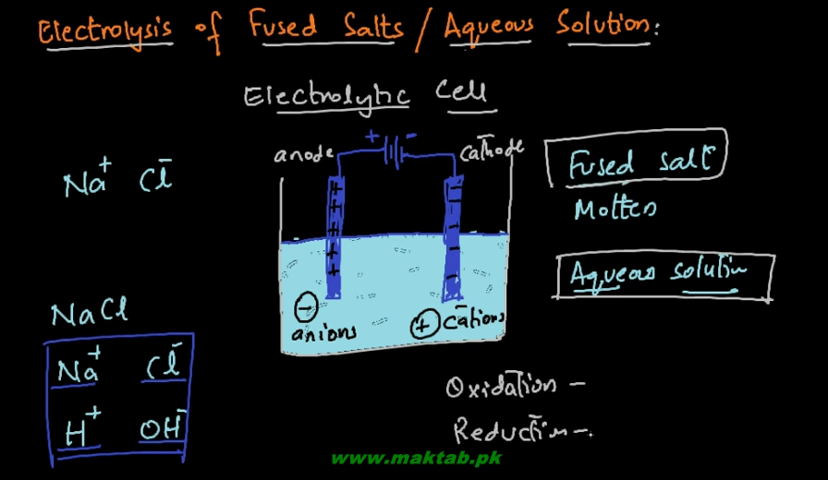 Electrolysis of Fused Salts / Aqueous Solution:
Electrolytic Cell
+ -
anode cathode
Na+ Cl-
Fused salt
Molten
+
+
+
+
+
-
-
-
-
Aqueous solution
- +
anions cations
NaCl
Na+ Cl-
H+ OH-
Oxidation -
Reduction -.
www.maktab.pk